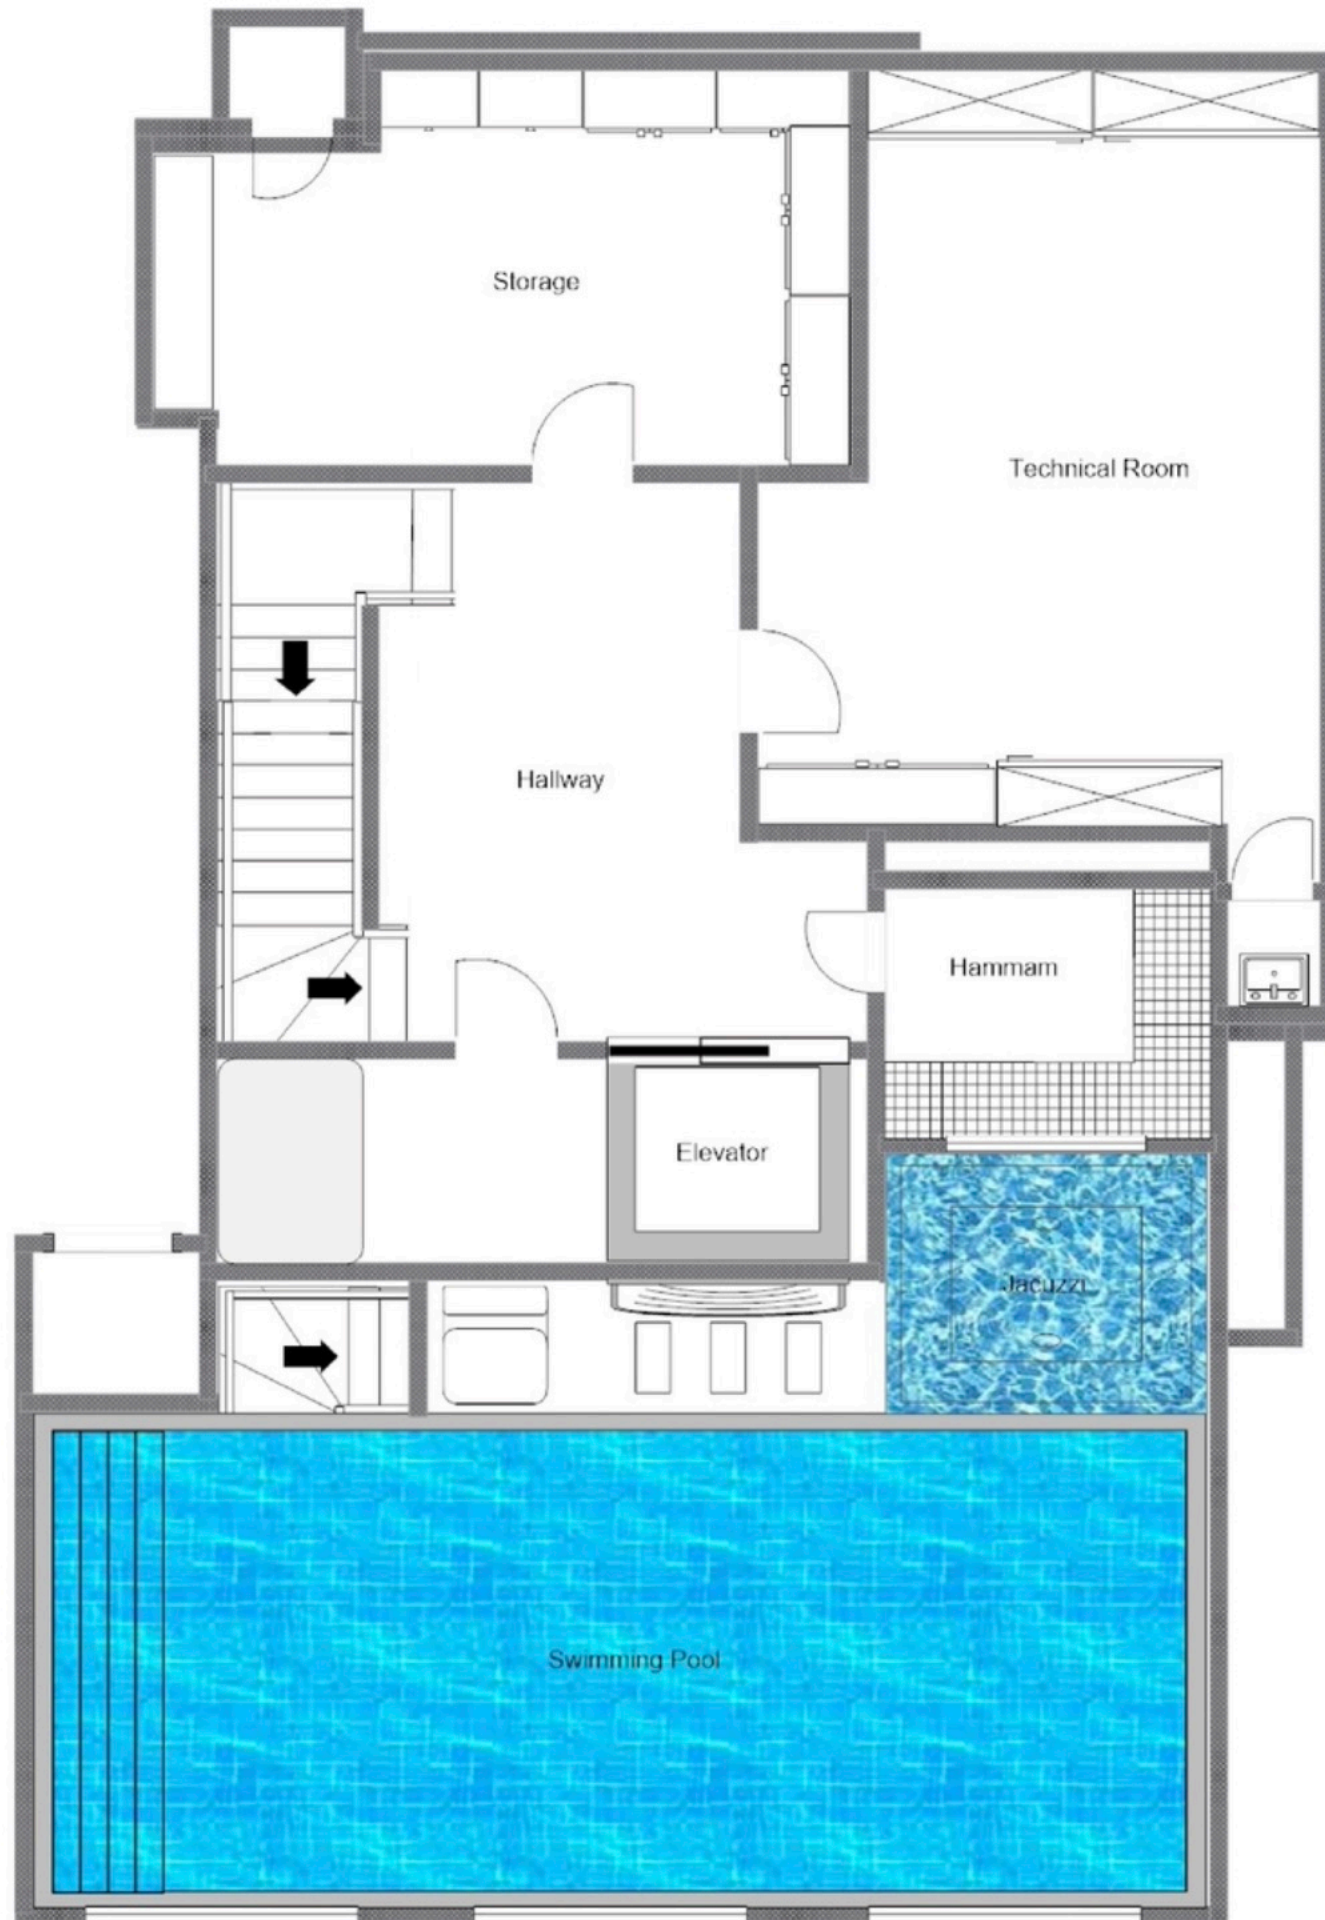 Storage
Technical Room
Hallway
Hammam
Elevator
Jacuzzi
Swimming Pool